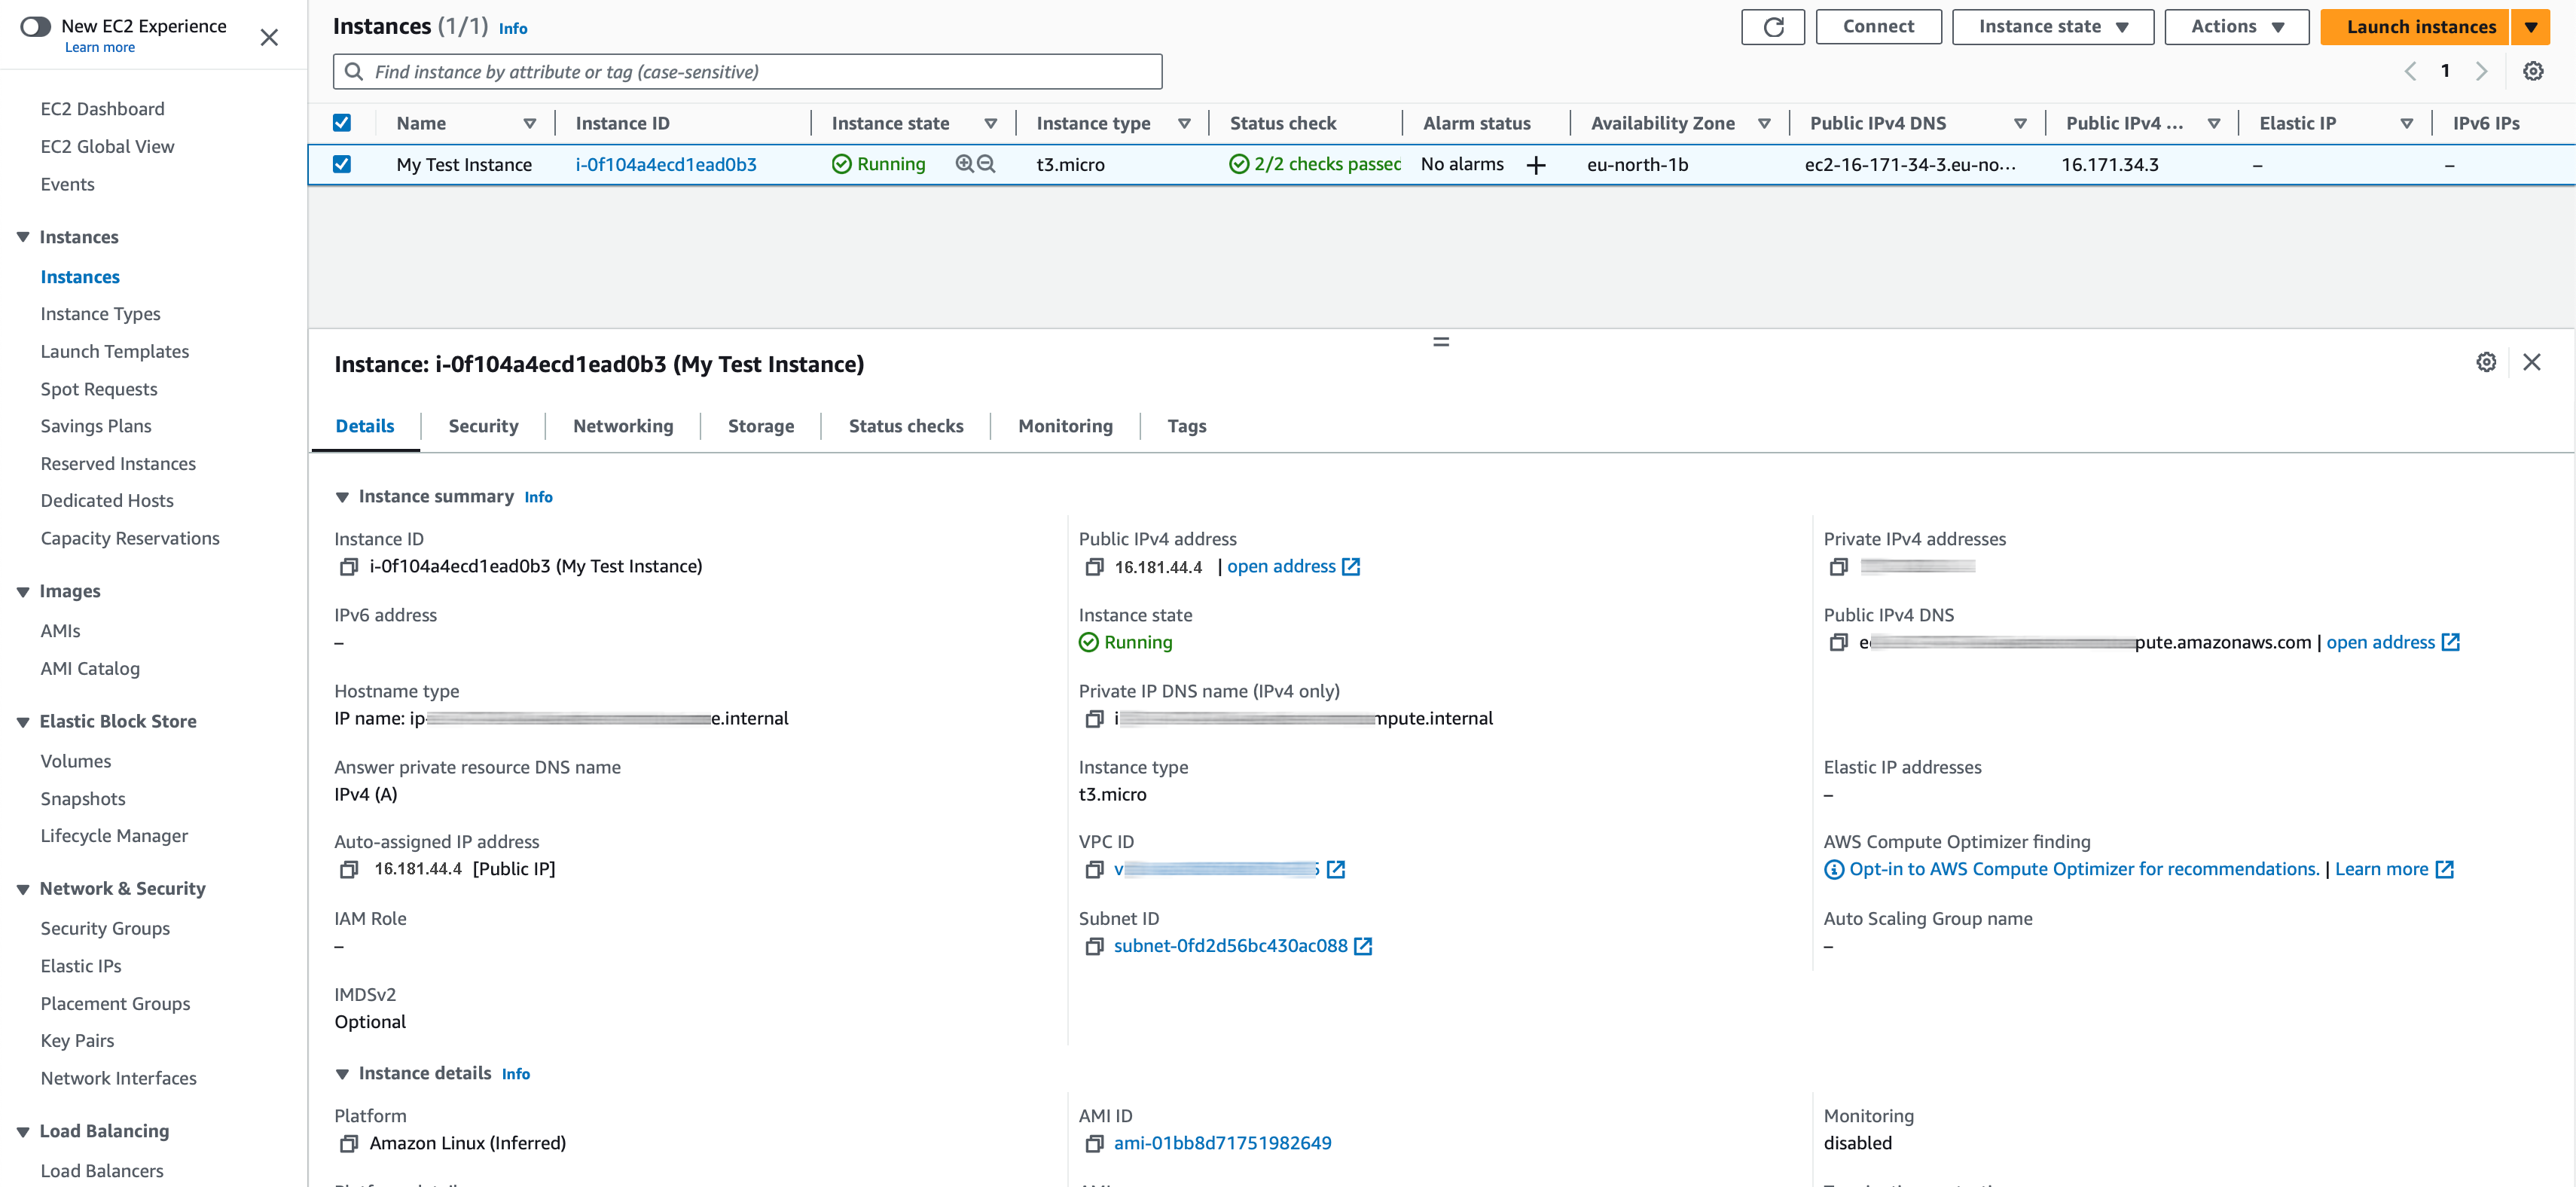 New EC2 Experience
Learn more
EC2 Dashboard
EC2 Global View
Events
Instances
Instances
Instance Types
Launch Templates
Spot Requests
Savings Plans
Reserved Instances
Dedicated Hosts
Capacity Reservations
Images
AMIs
AMI Catalog
Elastic Block Store
Volumes
Snapshots
Lifecycle Manager
Network & Security
Security Groups
Elastic IPs
Placement Groups
Key Pairs
Network Interfaces
Load Balancing
Load Balancers
Instances (1/1) Info
Connect Instance state Actions Launch instances
Find instance by attribute or tag (case-sensitive)
1
Name Instance ID Instance state Instance type Status check Alarm status Availability Zone Public IPv4 DNS Public IPv4 ... Elastic IP IPv6 IPs
My Test Instance i-0f104a4ecd1ead0b3 Running t3.micro 2/2 checks passed No alarms + eu-north-1b ec2-16-171-34-3.eu-no... 16.171.34.3 – –
Instance: i-0f104a4ecd1ead0b3 (My Test Instance)
Details Security Networking Storage Status checks Monitoring Tags
Instance summary Info
Instance ID
i-0f104a4ecd1ead0b3 (My Test Instance)
Public IPv4 address
16.181.44.4 | open address
Private IPv4 addresses
IPv6 address
–
Instance state
Running
Public IPv4 DNS
pute.amazonaws.com | open address
Hostname type
IP name: ip- e.internal
Private IP DNS name (IPv4 only)
mpute.internal
Answer private resource DNS name
IPv4 (A)
Instance type
t3.micro
Elastic IP addresses
–
Auto-assigned IP address
16.181.44.4 [Public IP]
VPC ID
AWS Compute Optimizer finding
Opt-in to AWS Compute Optimizer for recommendations. | Learn more
IAM Role
–
Subnet ID
subnet-0fd2d56bc430ac088
Auto Scaling Group name
–
IMDSv2
Optional
Instance details Info
Platform
Amazon Linux (Inferred)
AMI ID
ami-01bb8d71751982649
Monitoring
disabled